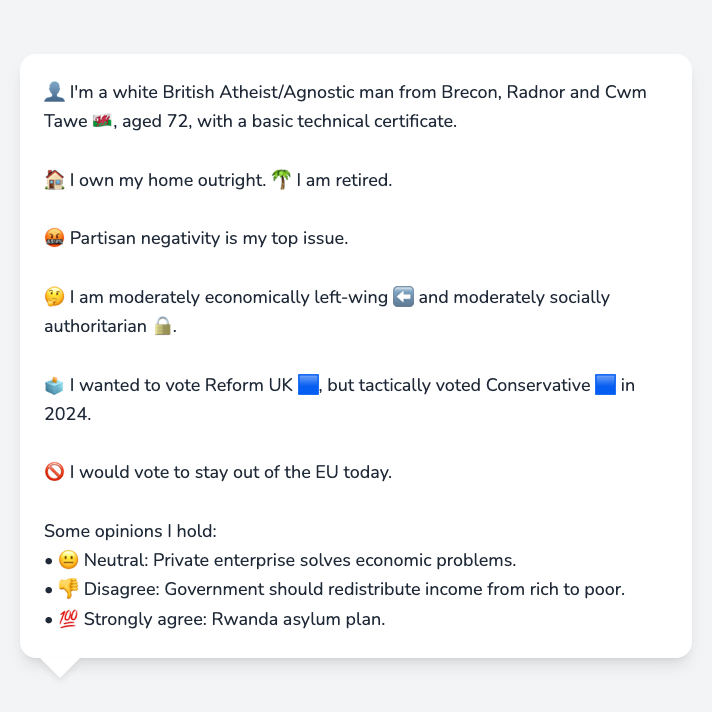 👤 I'm a white British Atheist/Agnostic man from Brecon, Radnor and Cwm
Tawe 🏴󠁧󠁢󠁷󠁬󠁳󠁿, aged 72, with a basic technical certificate.
🏠 I own my home outright. 🌴 I am retired.
🤬 Partisan negativity is my top issue.
🤔 I am moderately economically left-wing ⬅️ and moderately socially
authoritarian 🔒.
🗳️ I wanted to vote Reform UK 🟦, but tactically voted Conservative 🟦 in
2024.
🚫 I would vote to stay out of the EU today.
Some opinions I hold:
• 😐 Neutral: Private enterprise solves economic problems.
• 👎 Disagree: Government should redistribute income from rich to poor.
• 💯 Strongly agree: Rwanda asylum plan.